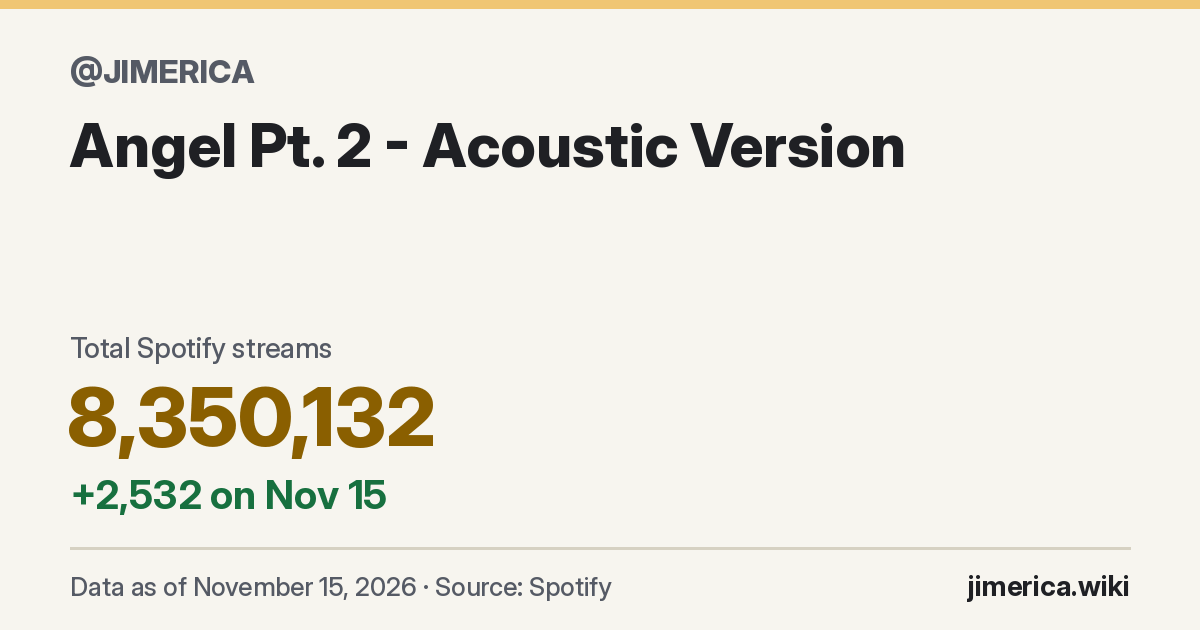 @JIMERICA
Angel Pt. 2 - Acoustic Version
Total Spotify streams
8,350,132
+2,532 on Nov 15
Data as of November 15, 2026 · Source: Spotify
jimerica.wiki